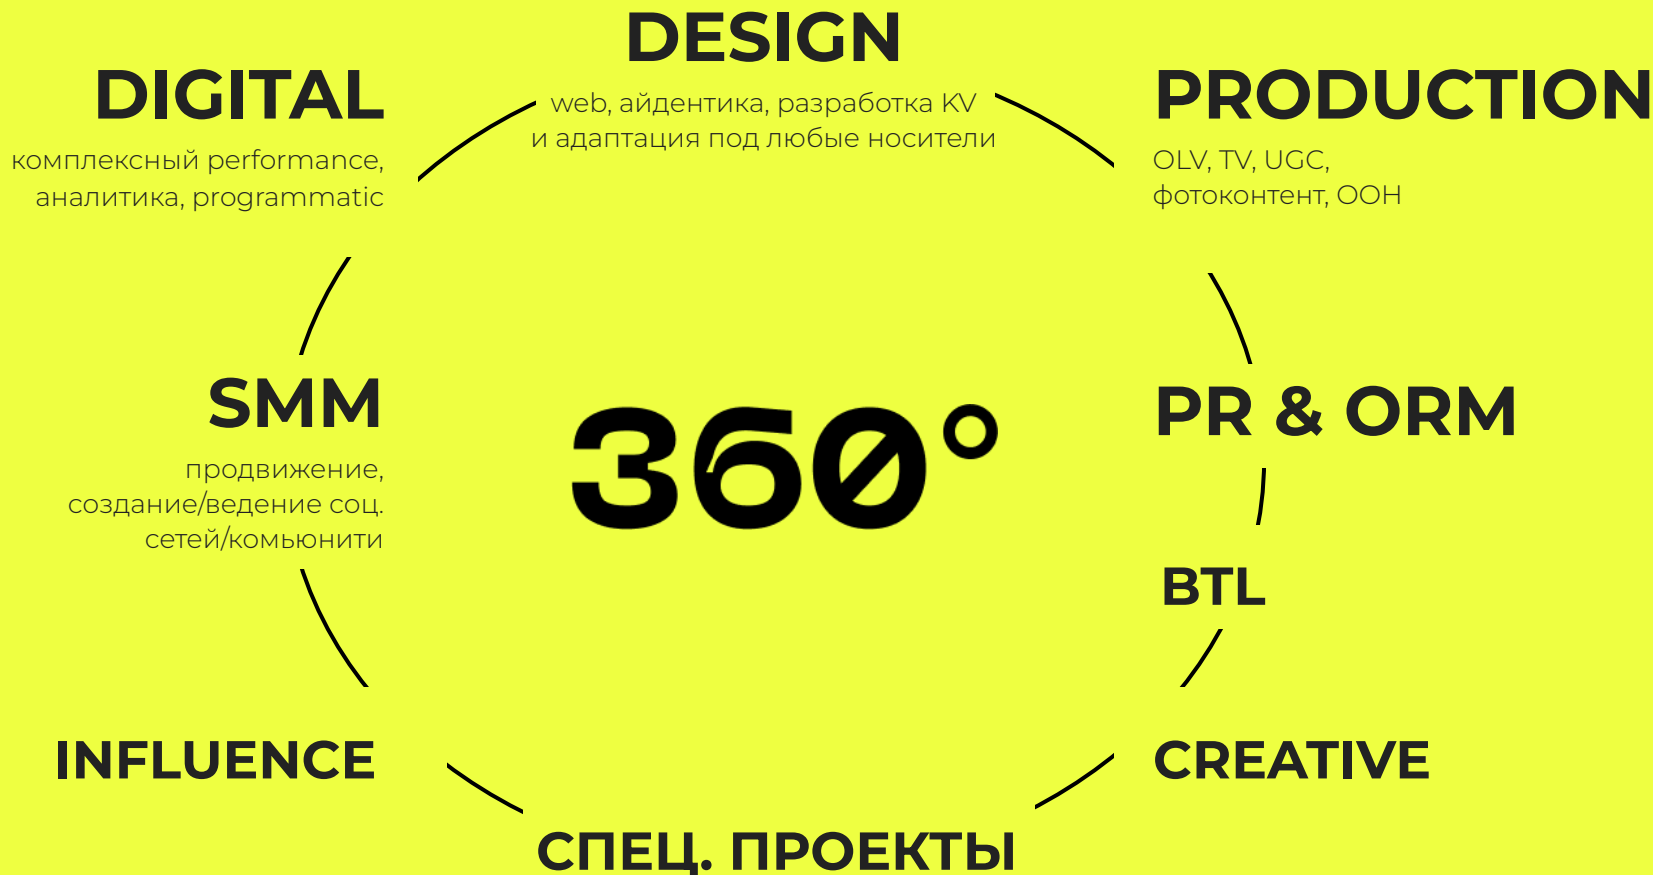 DESIGN
web, айдентика, разработка KV
и адаптация под любые носители
DIGITAL
комплексный performance,
аналитика, programmatic
PRODUCTION
OLV, TV, UGC,
фотоконтент, OOH
SMM
продвижение,
создание/ведение соц.
сетей/комьюнити
360°
PR & ORM
BTL
INFLUENCE
CREATIVE
СПЕЦ. ПРОЕКТЫ